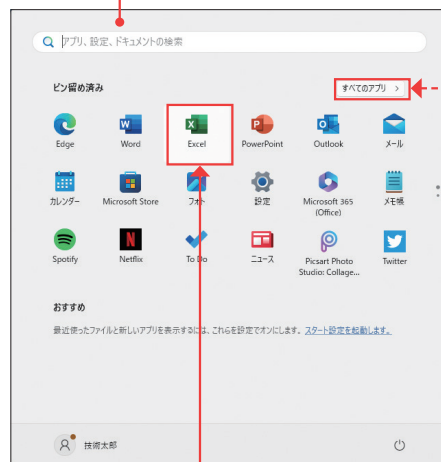 アプリ、設定、ドキュメントの検索
ピン留め済み
すべてのアプリ >
Edge
Word
Excel
PowerPoint
Outlook
メール
カレンダー
Microsoft Store
フォト
設定
Microsoft 365
(Office)
メモ帳
Spotify
Netflix
To Do
ニュース
Picsart Photo
Studio: Collage...
Twitter
おすすめ
最近使ったファイルと新しいアプリを表示するには、これらを設定でオンにします。 スタート設定を起動します。
技術太郎